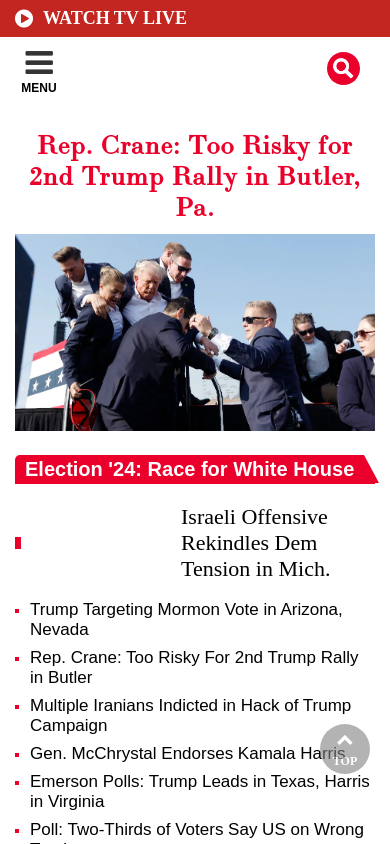 WATCH TV LIVE
MENU
Rep. Crane: Too Risky for
2nd Trump Rally in Butler,
Pa.
Election '24: Race for White House
Israeli Offensive
Rekindles Dem
Tension in Mich.
Trump Targeting Mormon Vote in Arizona,
Nevada
Rep. Crane: Too Risky For 2nd Trump Rally
in Butler
Multiple Iranians Indicted in Hack of Trump
Campaign
Gen. McChrystal Endorses Kamala Harris
TOP
Emerson Polls: Trump Leads in Texas, Harris
in Virginia
Poll: Two-Thirds of Voters Say US on Wrong